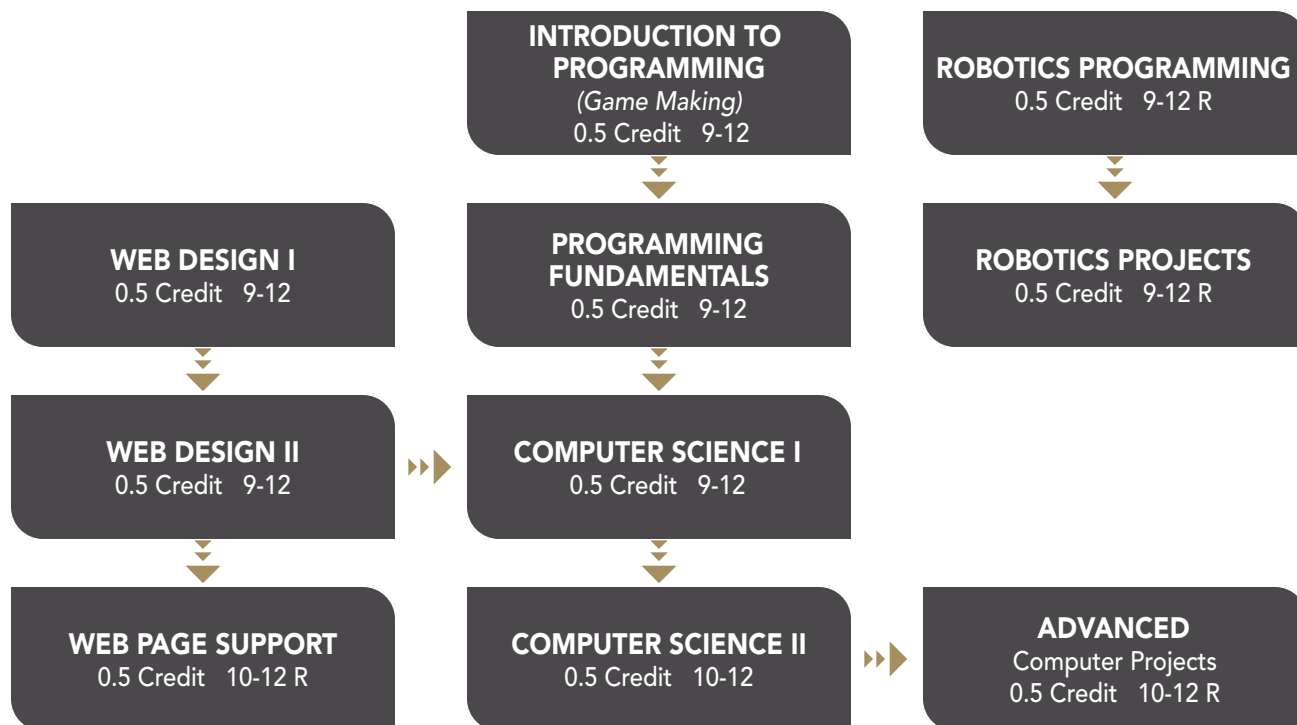 INTRODUCTION TO
PROGRAMMING
(Game Making)
0.5 Credit 9-12
ROBOTICS PROGRAMMING
0.5 Credit 9-12 R
WEB DESIGN I
0.5 Credit 9-12
PROGRAMMING
FUNDAMENTALS
0.5 Credit 9-12
ROBOTICS PROJECTS
0.5 Credit 9-12 R
WEB DESIGN II
0.5 Credit 9-12
COMPUTER SCIENCE I
0.5 Credit 9-12
WEB PAGE SUPPORT
0.5 Credit 10-12 R
COMPUTER SCIENCE II
0.5 Credit 10-12
ADVANCED
Computer Projects
0.5 Credit 10-12 R